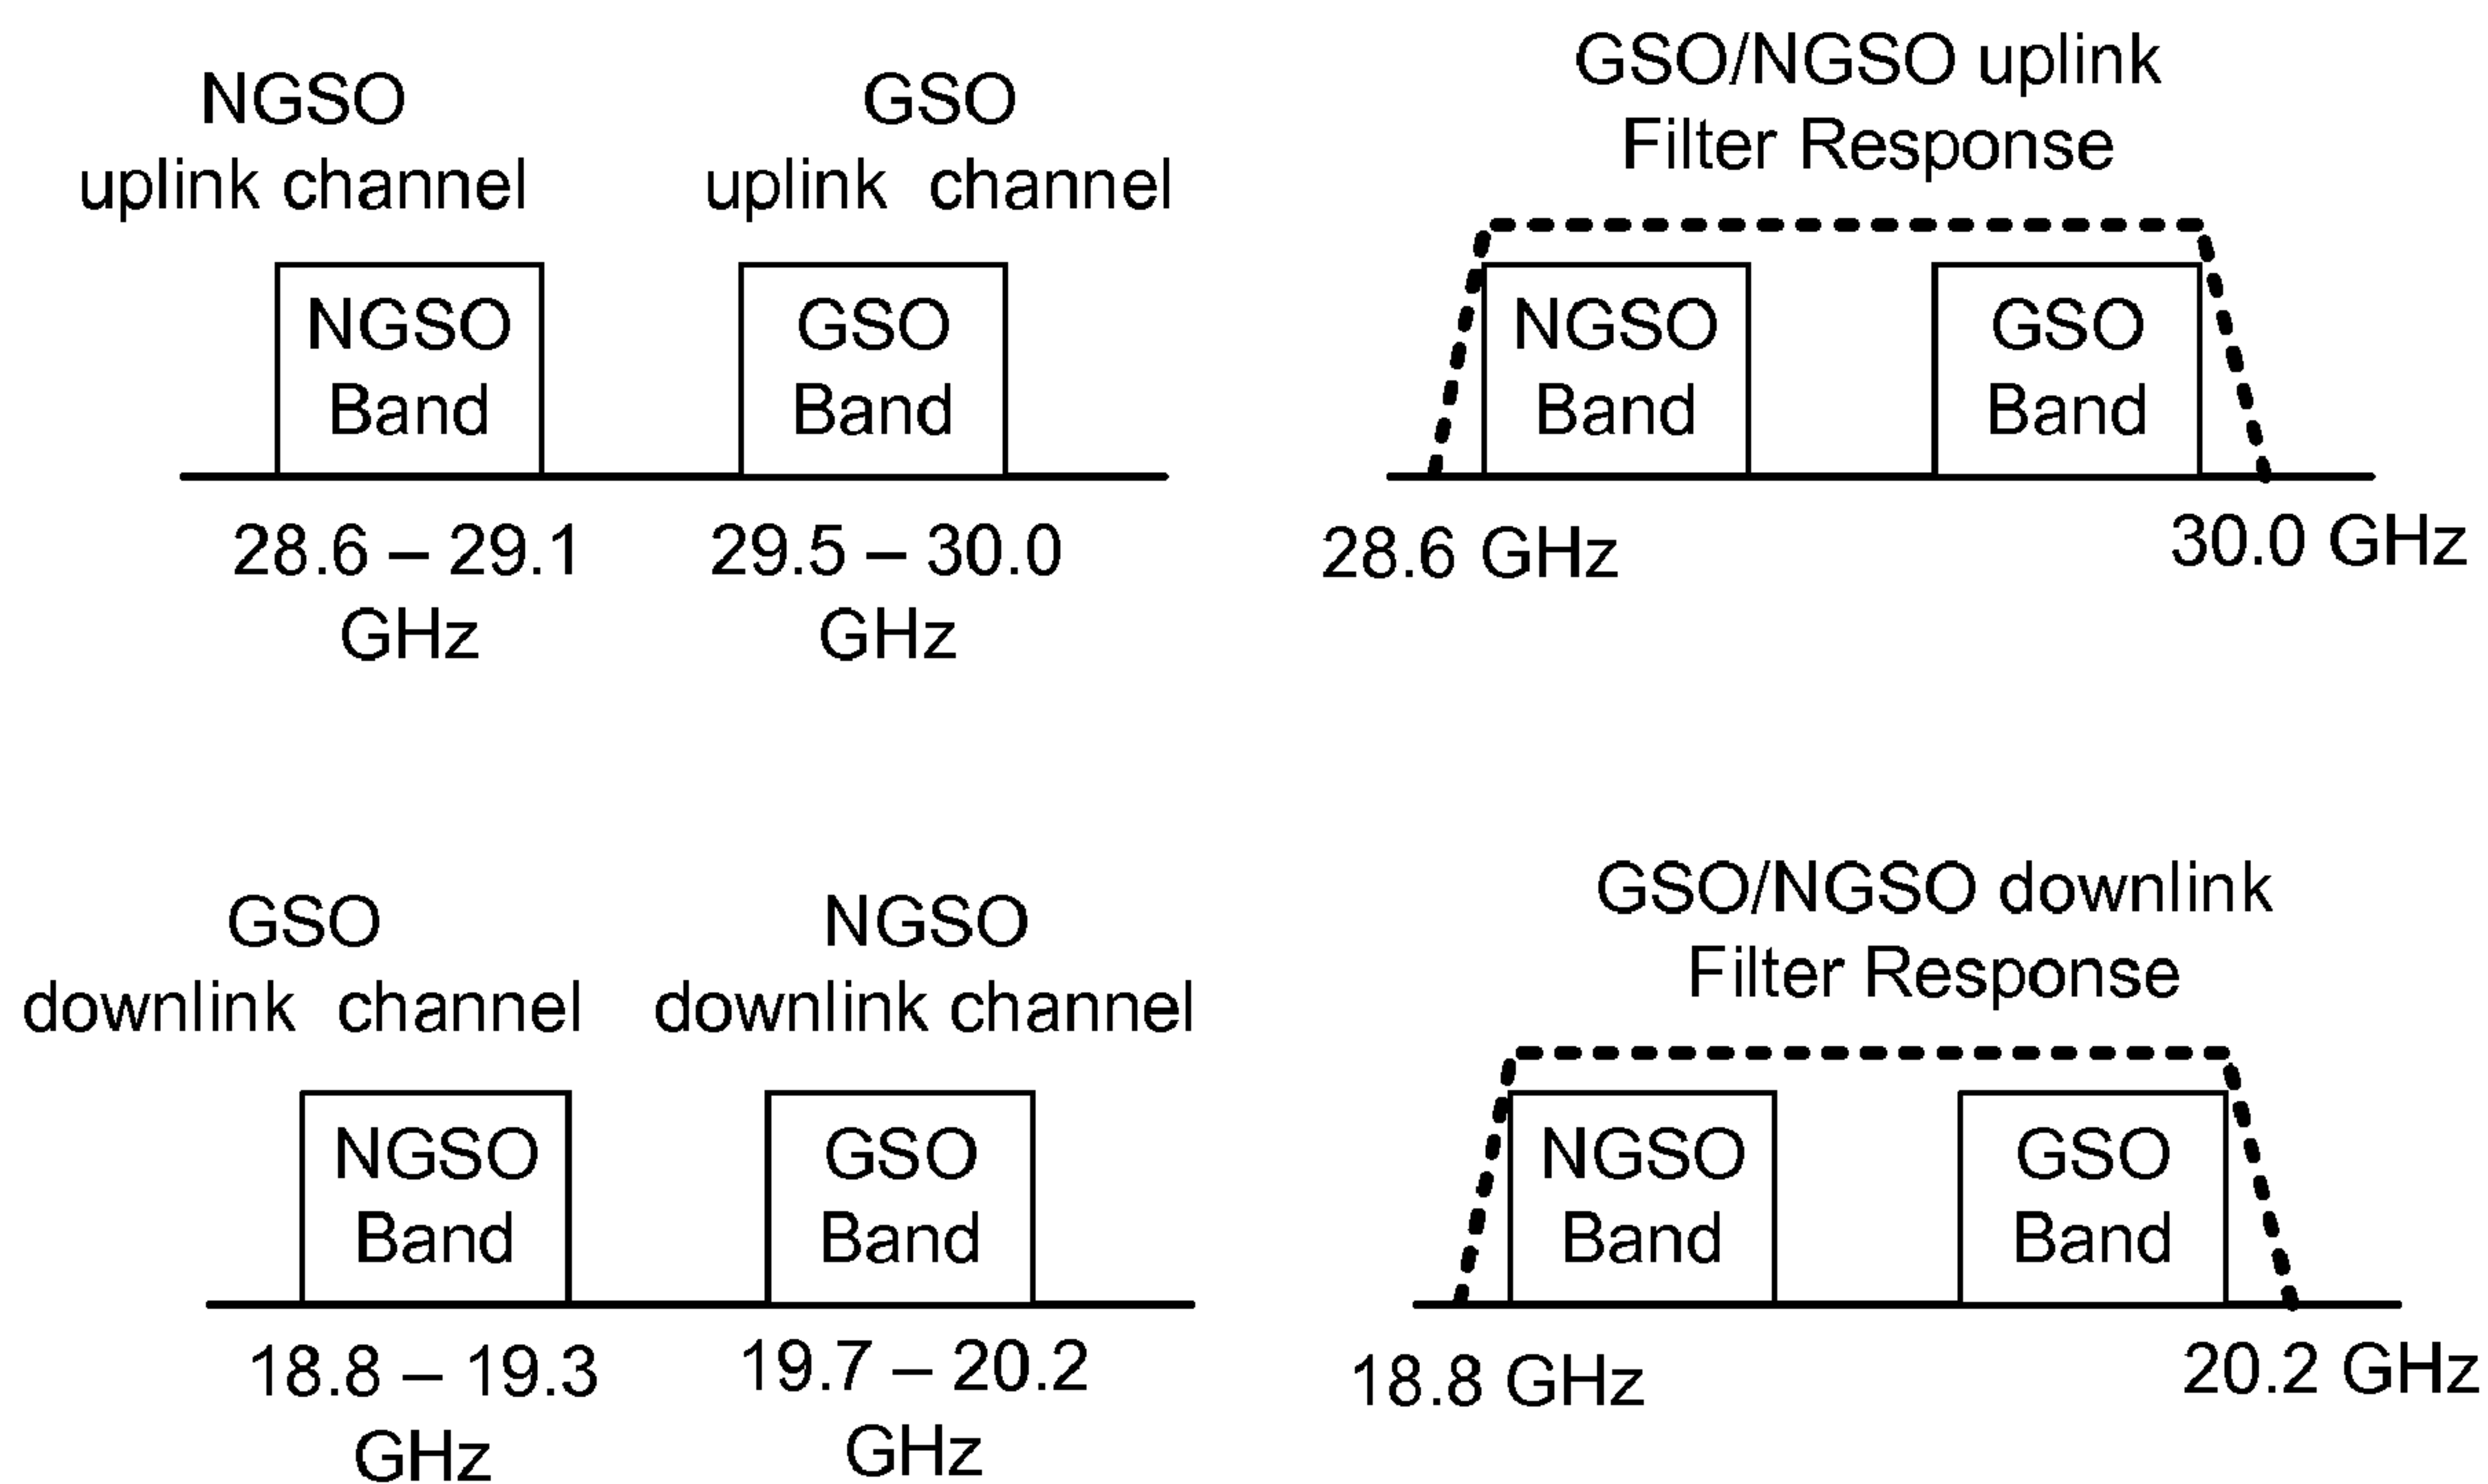 NGSO
uplink channel
GSO
uplink channel
NGSO
Band
GSO
Band
28.6 – 29.1
GHz
29.5 – 30.0
GHz
GSO/NGSO uplink
Filter Response
NGSO
Band
GSO
Band
28.6 GHz
30.0 GHz
GSO
downlink channel
NGSO
downlink channel
NGSO
Band
GSO
Band
18.8 – 19.3
GHz
19.7 – 20.2
GHz
GSO/NGSO downlink
Filter Response
NGSO
Band
GSO
Band
18.8 GHz
20.2 GHz